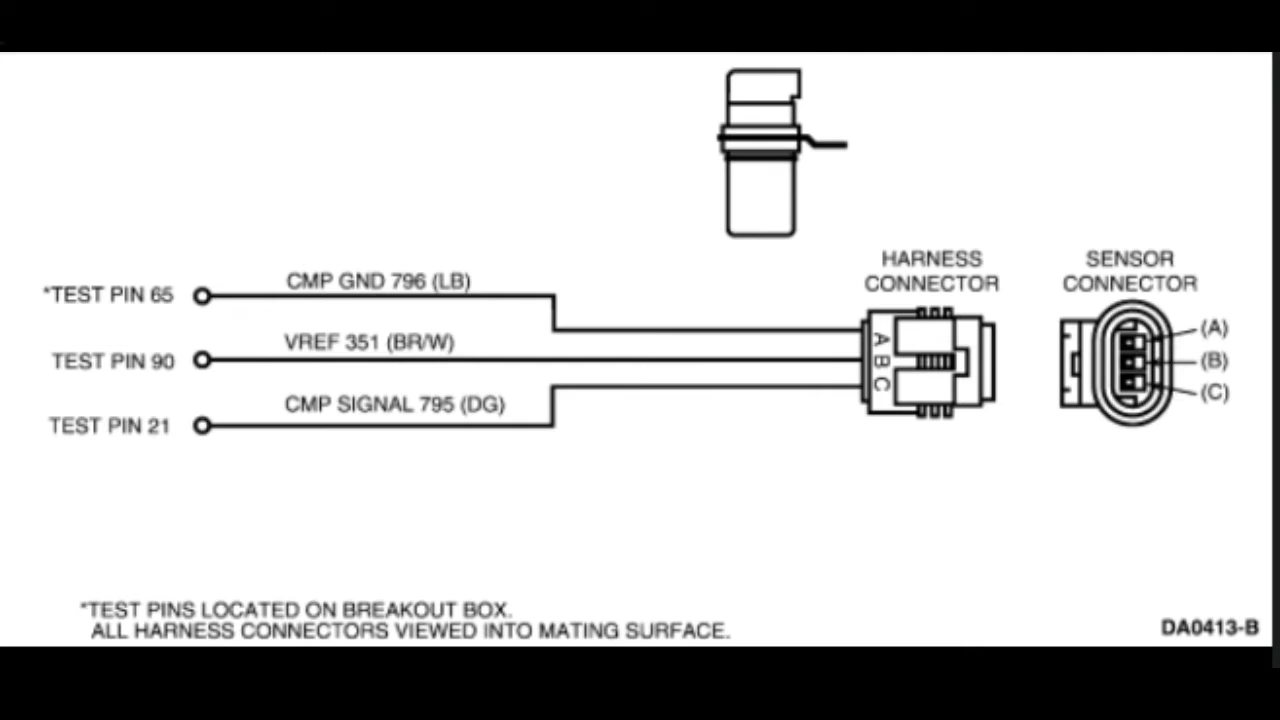 HARNESS CONNECTOR
SENSOR CONNECTOR
*TEST PIN 65
CMP GND 796 (LB)
TEST PIN 90
VREF 351 (BR/W)
TEST PIN 21
CMP SIGNAL 795 (DG)
A
B
C
(A)
(B)
(C)
*TEST PINS LOCATED ON BREAKOUT BOX.
ALL HARNESS CONNECTORS VIEWED INTO MATING SURFACE.
DA0413-B